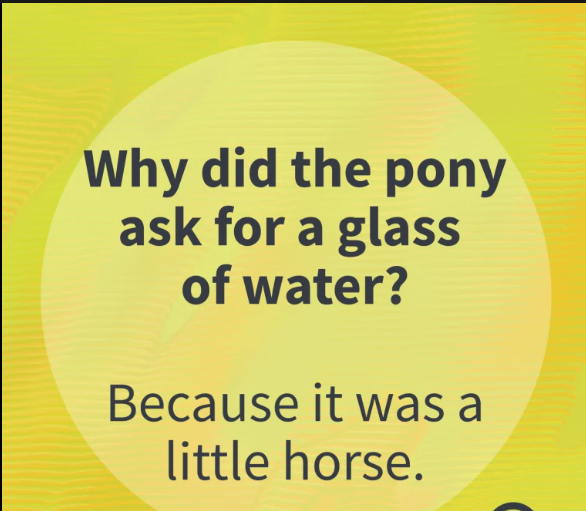 Why did the pony
ask for a glass
of water?
Because it was a
little horse.